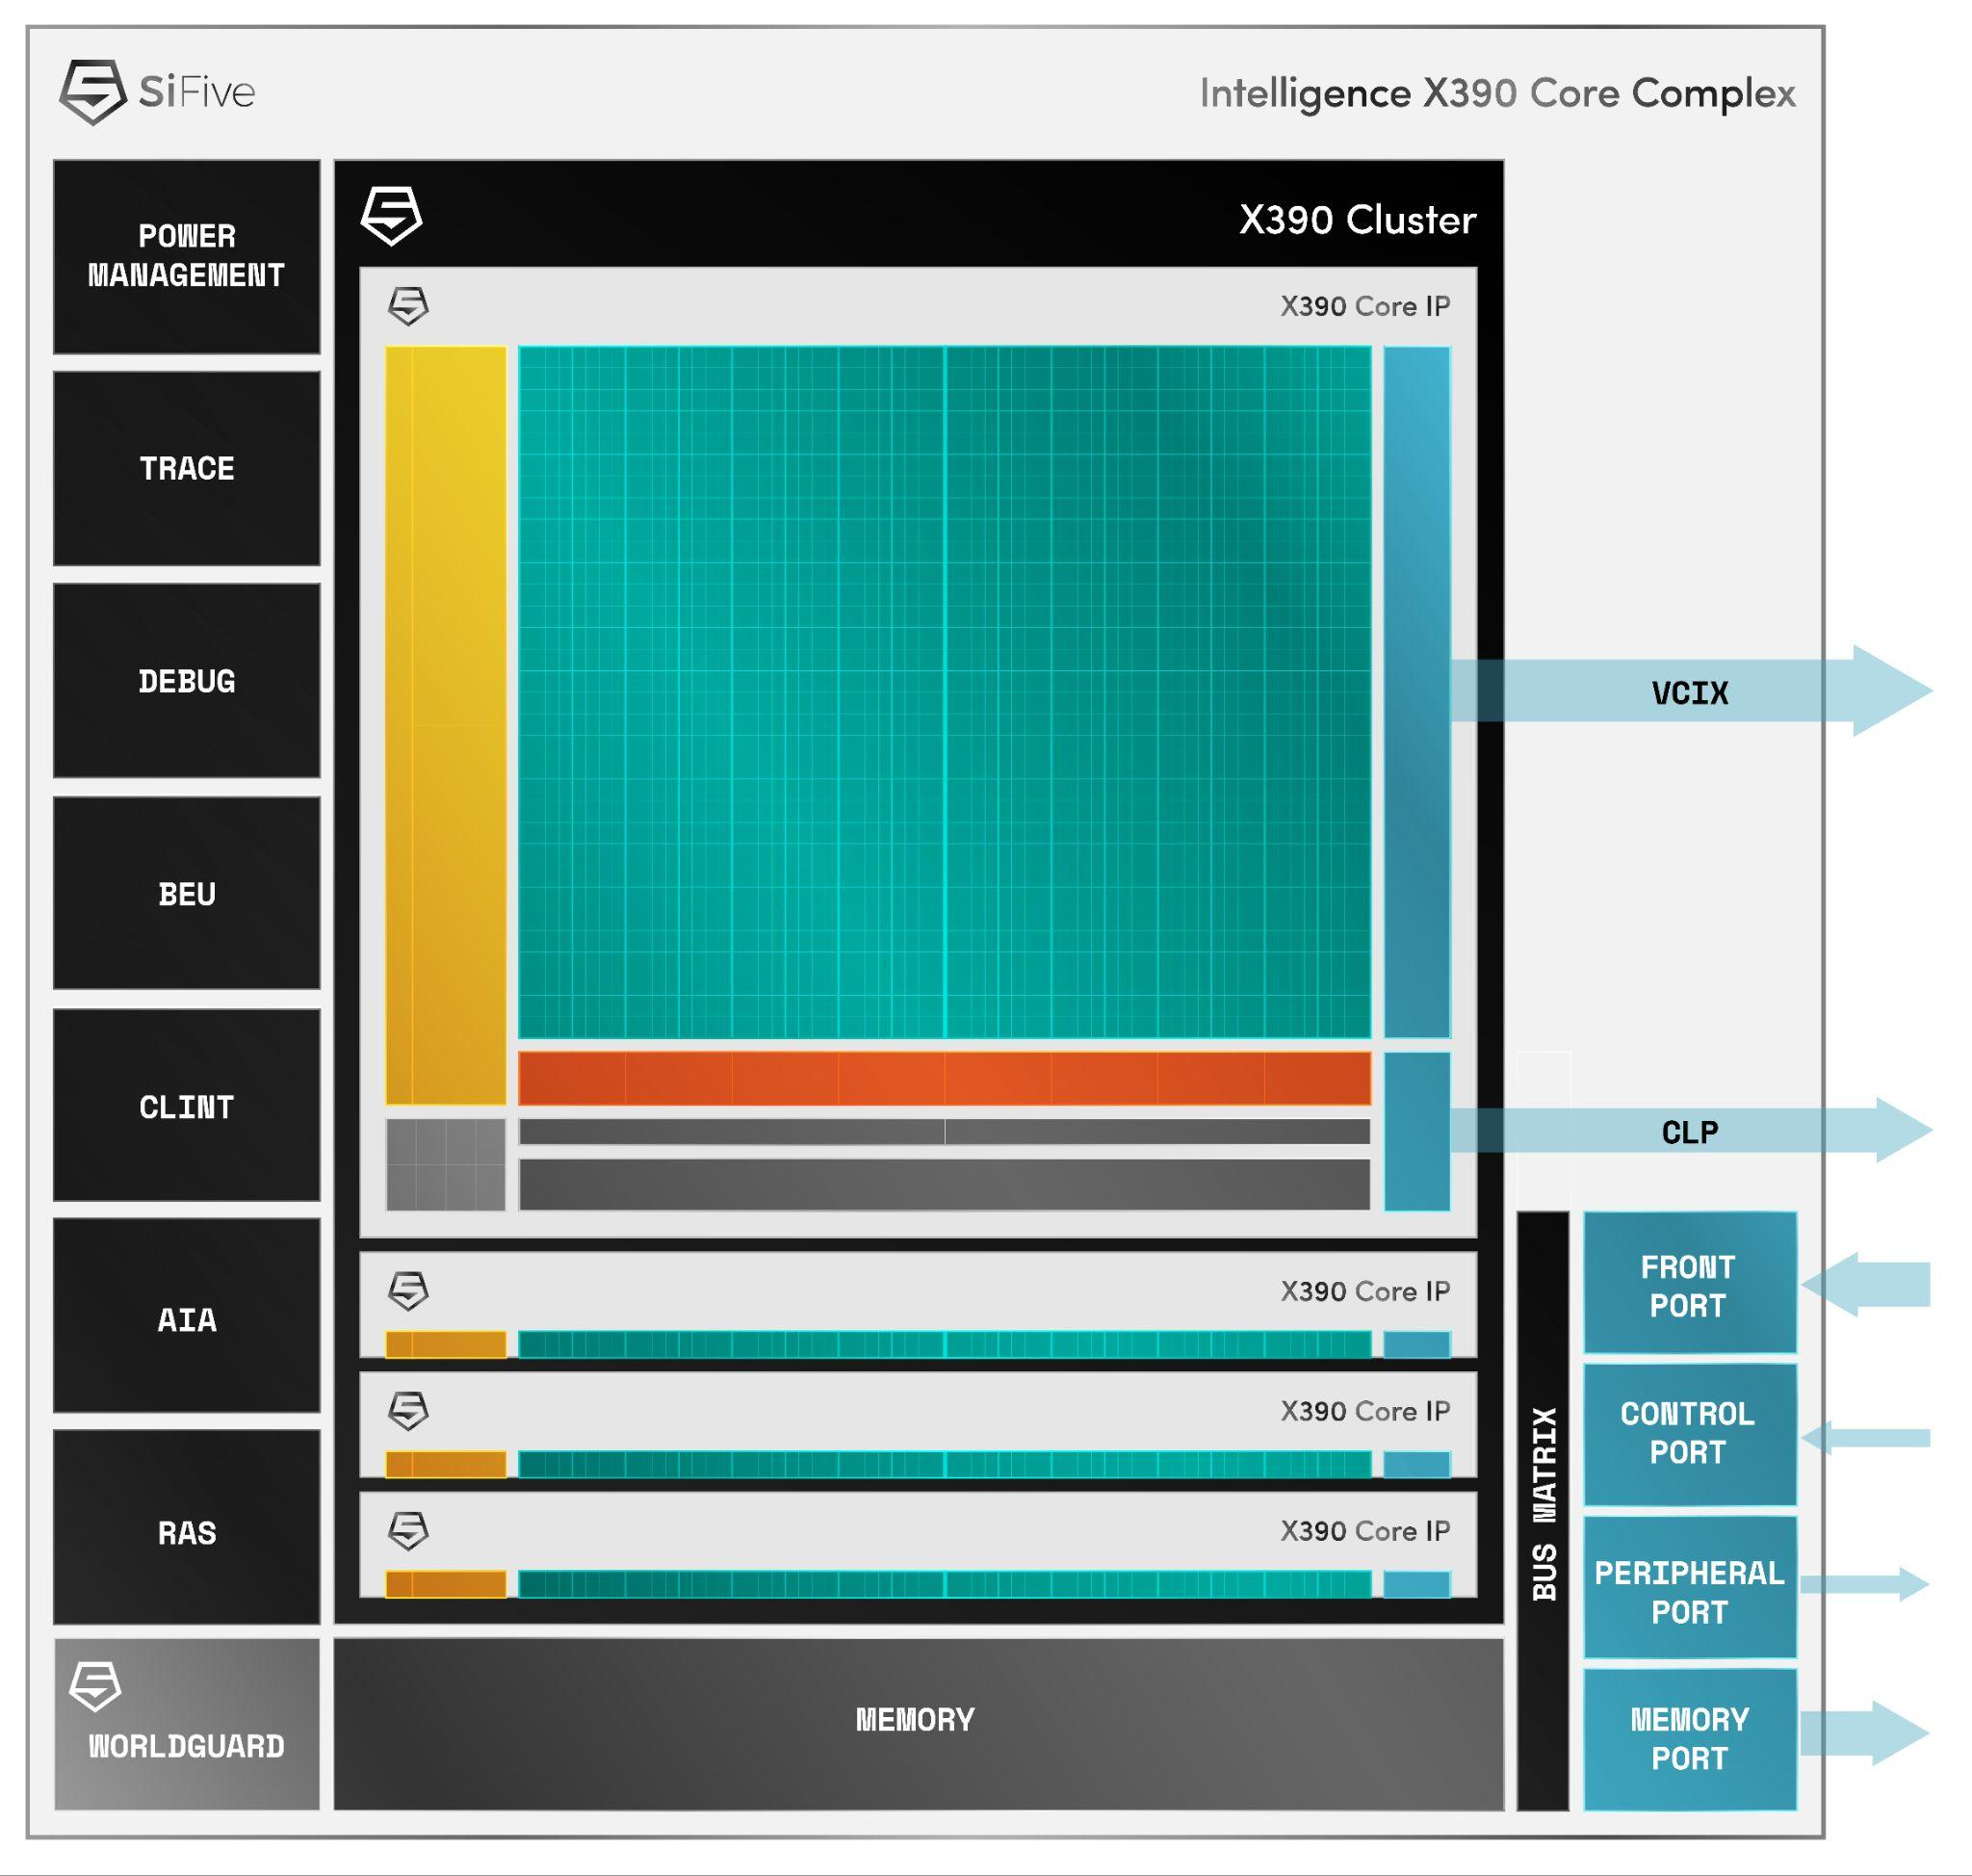 SiFive
Intelligence X390 Core Complex
POWER
MANAGEMENT
TRACE
DEBUG
BEU
CLINT
AIA
RAS
WORLDGUARD
X390 Cluster
X390 Core IP
X390 Core IP
X390 Core IP
X390 Core IP
MEMORY
VCIX
CLP
BUS MATRIX
FRONT
PORT
CONTROL
PORT
PERIPHERAL
PORT
MEMORY
PORT